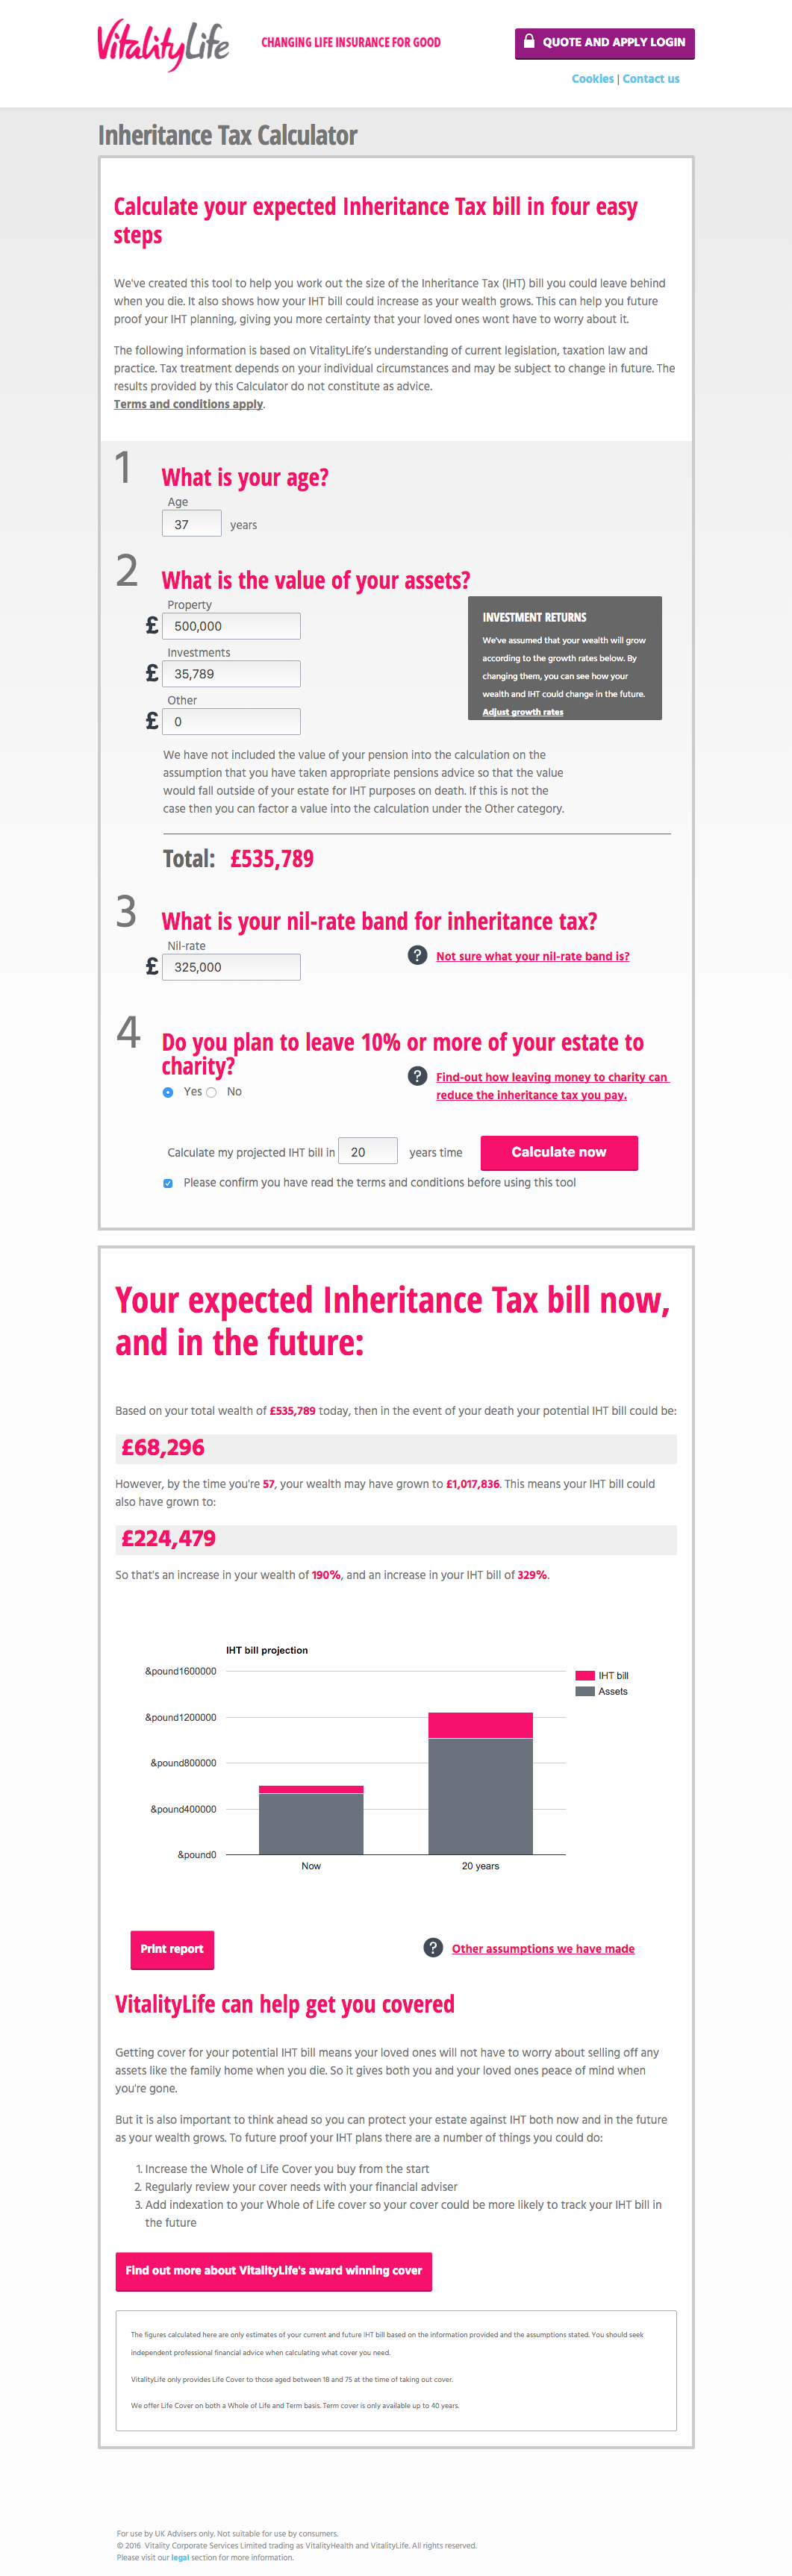 VitalityLife
CHANGING LIFE INSURANCE FOR GOOD
QUOTE AND APPLY LOGIN
Cookies | Contact us
Inheritance Tax Calculator
Calculate your expected Inheritance Tax bill in four easy
steps
We've created this tool to help you work out the size of the Inheritance Tax (IHT) bill you could leave behind
when you die. It also shows how your IHT bill could increase as your wealth grows. This can help you future
proof your IHT planning, giving you more certainty that your loved ones wont have to worry about it.
The following information is based on VitalityLife's understanding of current legislation, taxation law and
practice. Tax treatment depends on your individual circumstances and may be subject to change in future. The
results provided by this Calculator do not constitute as advice.
Terms and conditions apply.
1
What is your age?
Age
37 years
2
What is the value of your assets?
Property
£ 500,000
Investments
£ 35,789
Other
£ 0
INVESTMENT RETURNS
We've assumed that your wealth will grow
according to the growth rates below. By
changing them, you can see how your
wealth and IHT could change in the future.
Adjust growth rates
We have not included the value of your pension into the calculation on the
assumption that you have taken appropriate pensions advice so that the value
would fall outside of your estate for IHT purposes on death. If this is not the
case then you can factor a value into the calculation under the Other category.
Total: £535,789
3
What is your nil-rate band for inheritance tax?
Nil-rate
£ 325,000
? Not sure what your nil-rate band is?
4
Do you plan to leave 10% or more of your estate to
charity?
Yes No
? Find-out how leaving money to charity can
reduce the inheritance tax you pay.
Calculate my projected IHT bill in 20 years time
Calculate now
Please confirm you have read the terms and conditions before using this tool
Your expected Inheritance Tax bill now,
and in the future:
Based on your total wealth of £535,789 today, then in the event of your death your potential IHT bill could be:
£68,296
However, by the time you're 57, your wealth may have grown to £1,017,836. This means your IHT bill could
also have grown to:
£224,479
So that's an increase in your wealth of 190%, and an increase in your IHT bill of 329%.
IHT bill projection
&pound1600000
&pound1200000
&pound800000
&pound400000
&pound0
Now
20 years
IHT bill
Assets
Print report
? Other assumptions we have made
VitalityLife can help get you covered
Getting cover for your potential IHT bill means your loved ones will not have to worry about selling off any
assets like the family home when you die. So it gives both you and your loved ones peace of mind when
you're gone.
But it is also important to think ahead so you can protect your estate against IHT both now and in the future
as your wealth grows. To future proof your IHT plans there are a number of things you could do:
1. Increase the Whole of Life Cover you buy from the start
2. Regularly review your cover needs with your financial adviser
3. Add indexation to your Whole of Life cover so your cover could be more likely to track your IHT bill in
the future
Find out more about VitalityLife's award winning cover
The figures calculated here are only estimates of your current and future IHT bill based on the information provided and the assumptions stated. You should seek
independent professional financial advice when calculating what cover you need.
VitalityLife only provides Life Cover to those aged between 18 and 75 at the time of taking out cover.
We offer Life Cover on both a Whole of Life and Term basis. Term cover is only available up to 40 years.
For use by UK Advisers only. Not suitable for use by consumers.
© 2016 Vitality Corporate Services Limited trading as VitalityHealth and VitalityLife. All rights reserved.
Please visit our legal section for more information.